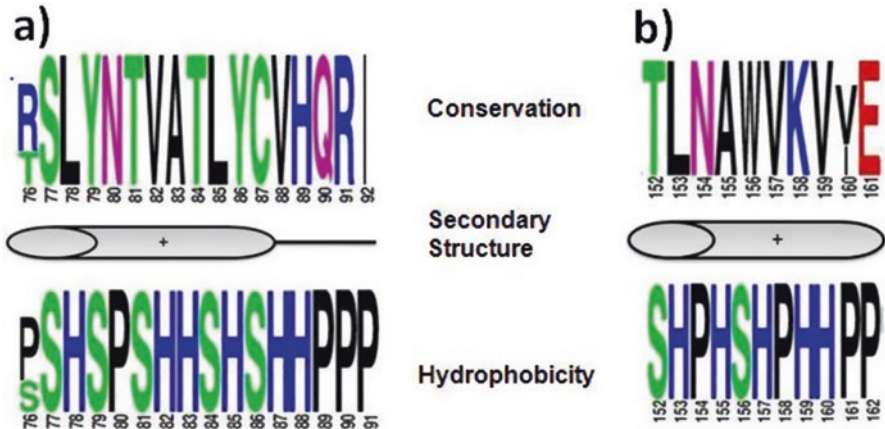 a)
b)
RSLYNTVATLYCVHQRI
T
76 77 78 79 80 81 82 83 84 85 86 87 88 89 90 91 92
Conservation
TLNAWVKVVE
I
152 153 154 155 156 157 158 159 160 161
+
Secondary
Structure
+
PSHSPSHHSHSHHPPP
S
76 77 78 79 80 81 82 83 84 85 86 87 88 89 90 91
Hydrophobicity
SHPHSHPHHPP
152 153 154 155 156 157 158 159 160 161 162